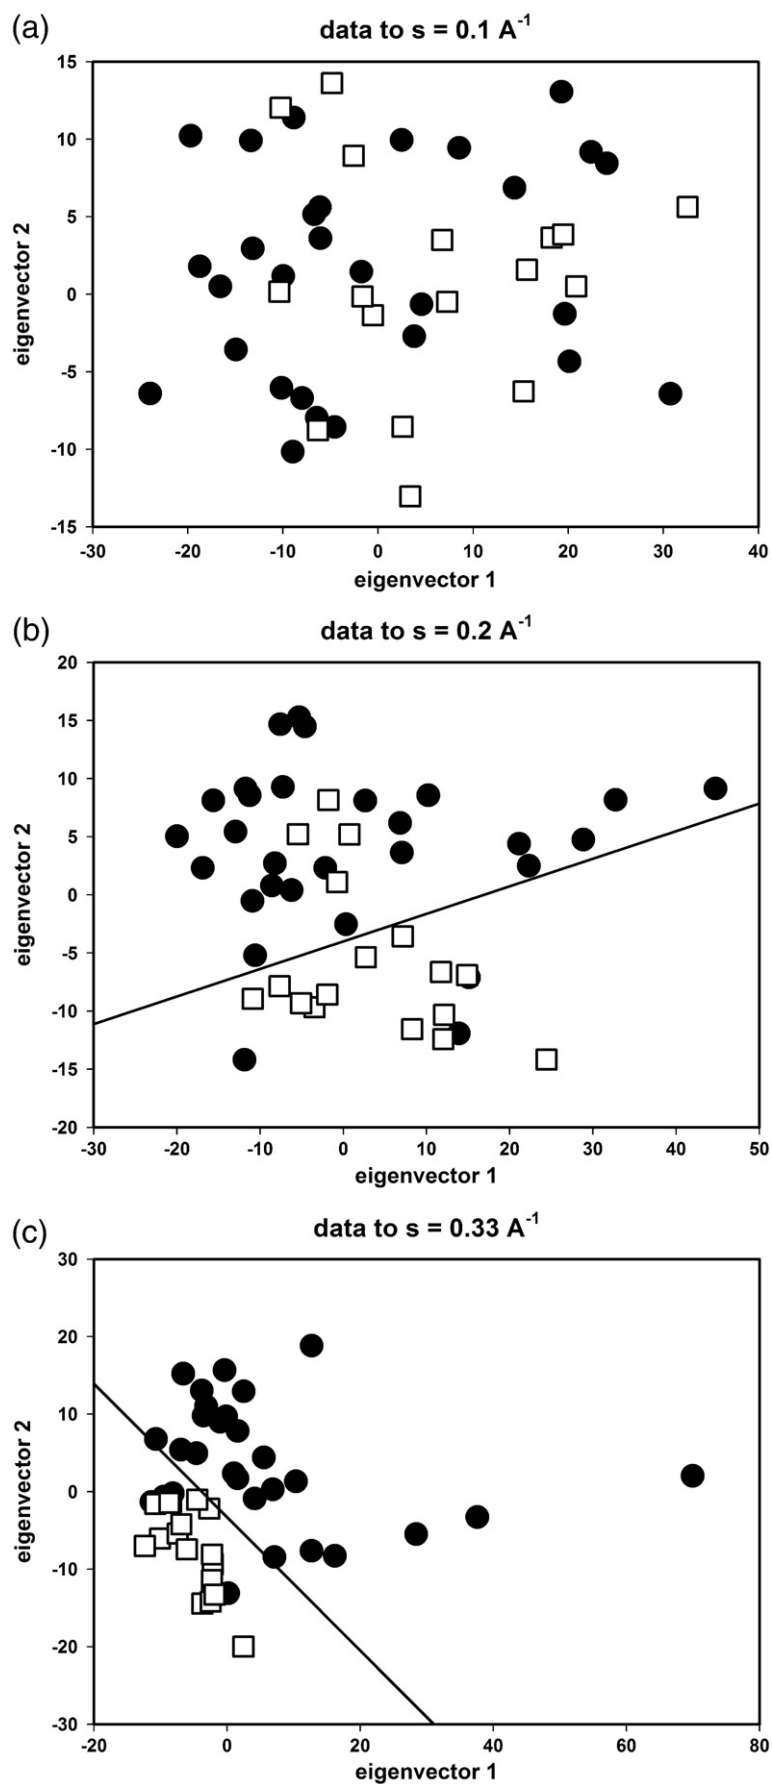 (a)
data to s = 0.1 A⁻¹
15
10
5
0
-5
-10
-15
eigenvector 2
-30 -20 -10 0 10 20 30 40
eigenvector 1
(b)
data to s = 0.2 A⁻¹
20
15
10
5
0
-5
-10
-15
-20
eigenvector 2
-30 -20 -10 0 10 20 30 40 50
eigenvector 1
(c)
data to s = 0.33 A⁻¹
30
20
10
0
-10
-20
-30
eigenvector 2
-20 0 20 40 60 80
eigenvector 1